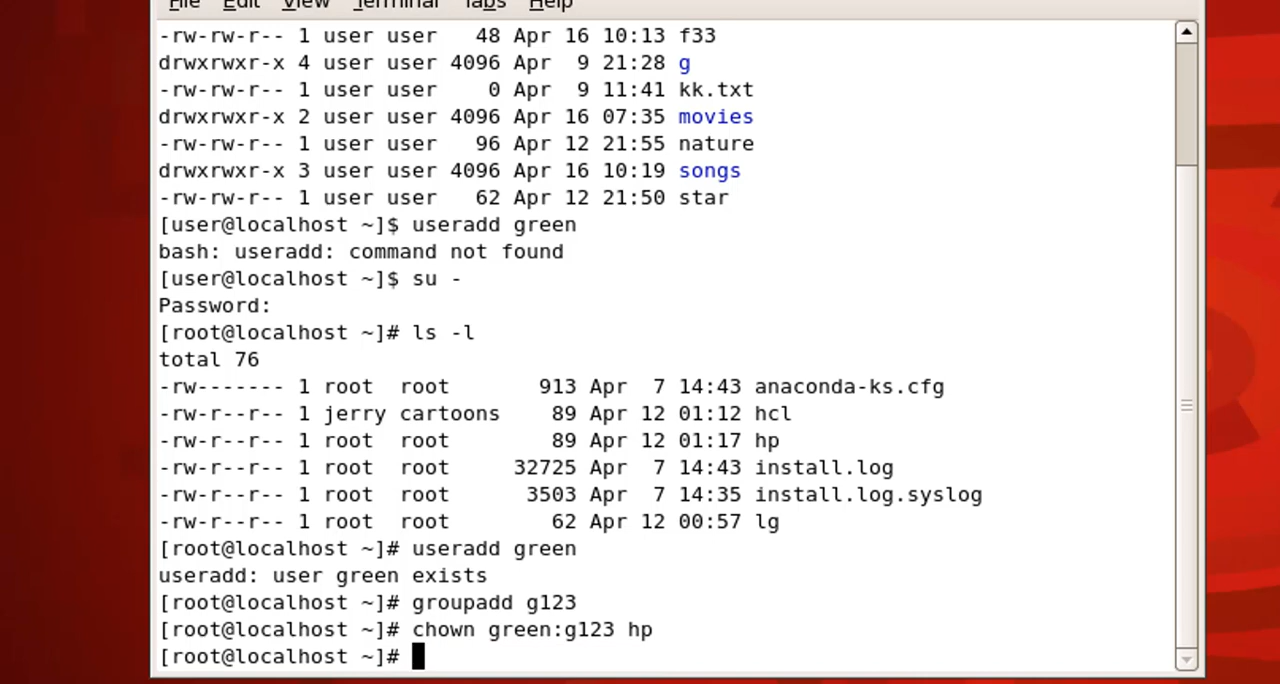 File Edit View Terminal Tabs Help
-rw-rw-r-- 1 user user   48 Apr 16 10:13 f33
drwxrwxr-x 4 user user 4096 Apr  9 21:28 g
-rw-rw-r-- 1 user user    0 Apr  9 11:41 kk.txt
drwxrwxr-x 2 user user 4096 Apr 16 07:35 movies
-rw-rw-r-- 1 user user   96 Apr 12 21:55 nature
drwxrwxr-x 3 user user 4096 Apr 16 10:19 songs
-rw-rw-r-- 1 user user   62 Apr 12 21:50 star
[user@localhost ~]$ useradd green
bash: useradd: command not found
[user@localhost ~]$ su -
Password:
[root@localhost ~]# ls -l
total 76
-rw------- 1 root  root       913 Apr  7 14:43 anaconda-ks.cfg
-rw-r--r-- 1 jerry cartoons    89 Apr 12 01:12 hcl
-rw-r--r-- 1 root  root        89 Apr 12 01:17 hp
-rw-r--r-- 1 root  root     32725 Apr  7 14:43 install.log
-rw-r--r-- 1 root  root      3503 Apr  7 14:35 install.log.syslog
-rw-r--r-- 1 root  root        62 Apr 12 00:57 lg
[root@localhost ~]# useradd green
useradd: user green exists
[root@localhost ~]# groupadd g123
[root@localhost ~]# chown green:g123 hp
[root@localhost ~]#